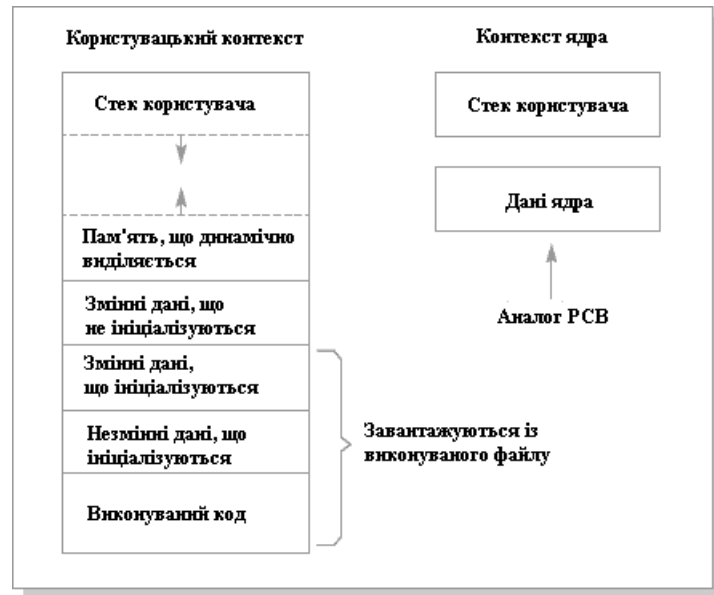 Користувацький контекст
Стек користувача
Пам'ять, що динамічно
виділяється
Змінні дані, що
не ініціалізуються
Змінні дані,
що ініціалізуються
Незмінні дані, що
ініціалізуються
Виконуваний код
Завантажуються із
виконуваного файлу
Контекст ядра
Стек користувача
Дані ядра
Аналог PCB